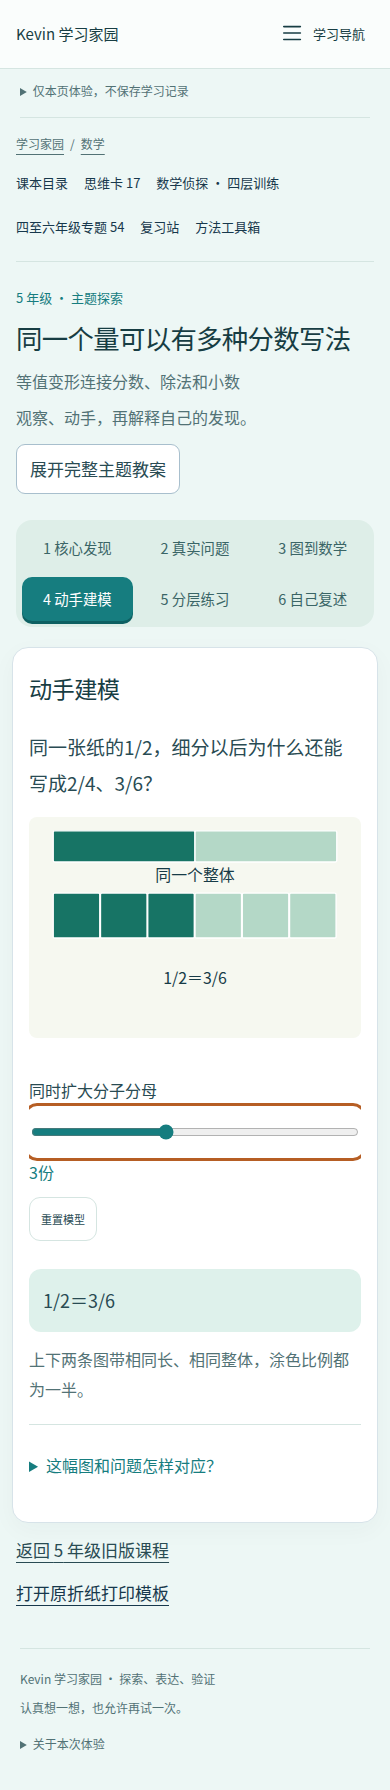 Kevin 学习家园
学习导航
▶ 仅本页体验，不保存学习记录
学习家园 / 数学
课本目录 思维卡 17 数学侦探 · 四层训练
四至六年级专题 54 复习站 方法工具箱
5 年级 · 主题探索
同一个量可以有多种分数写法
等值变形连接分数、除法和小数
观察、动手，再解释自己的发现。
展开完整主题教案
1 核心发现 2 真实问题 3 图到数学
4 动手建模 5 分层练习 6 自己复述
动手建模
同一张纸的1/2，细分以后为什么还能
写成2/4、3/6？
同一个整体
1/2＝3/6
同时扩大分子分母
3份
重置模型
1/2＝3/6
上下两条图带相同长、相同整体，涂色比例都
为一半。
▶ 这幅图和问题怎样对应？
返回 5 年级旧版课程
打开原折纸打印模板
Kevin 学习家园 · 探索、表达、验证
认真想一想，也允许再试一次。
▶ 关于本次体验